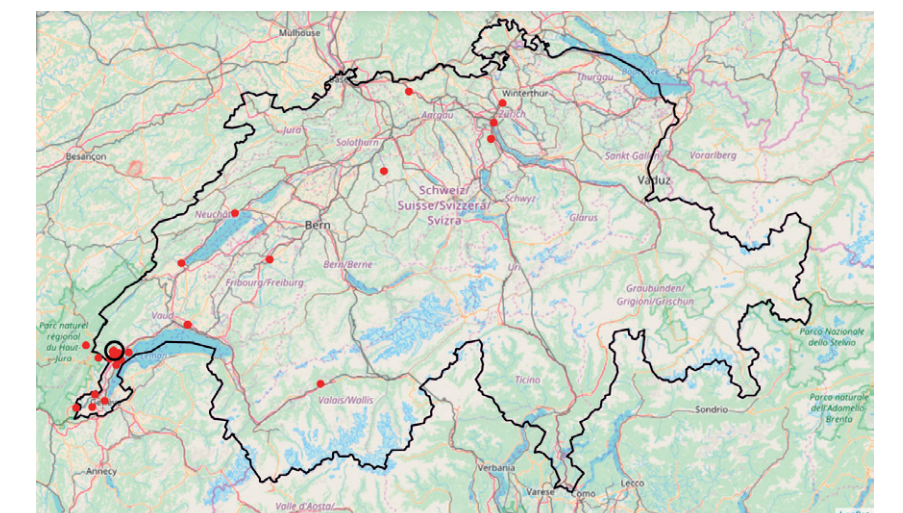 Mulhouse
Basel
Winterthur
Thurgau
Aargau
Zürich
Jura
Besançon
Solothurn
Sankt Gallen
Vorarlberg
Vaduz
Schweiz/
Suisse/Svizzera/
Svizra
Schwyz
Neuchâtel
Bern
Glarus
Bern/Berne
Uri
Fribourg/Freiburg
Graubünden/
Grigioni/Grischun
Vaud
Parc naturel
régional
du Haut-
Jura
Parco Nazionale
dello Stelvio
Ticino
Valais/Wallis
Sondrio
Parco naturale
dell'Adamello
Brenta
Annecy
Verbania
Lecco
Varese
Como
Valle d'Aosta/